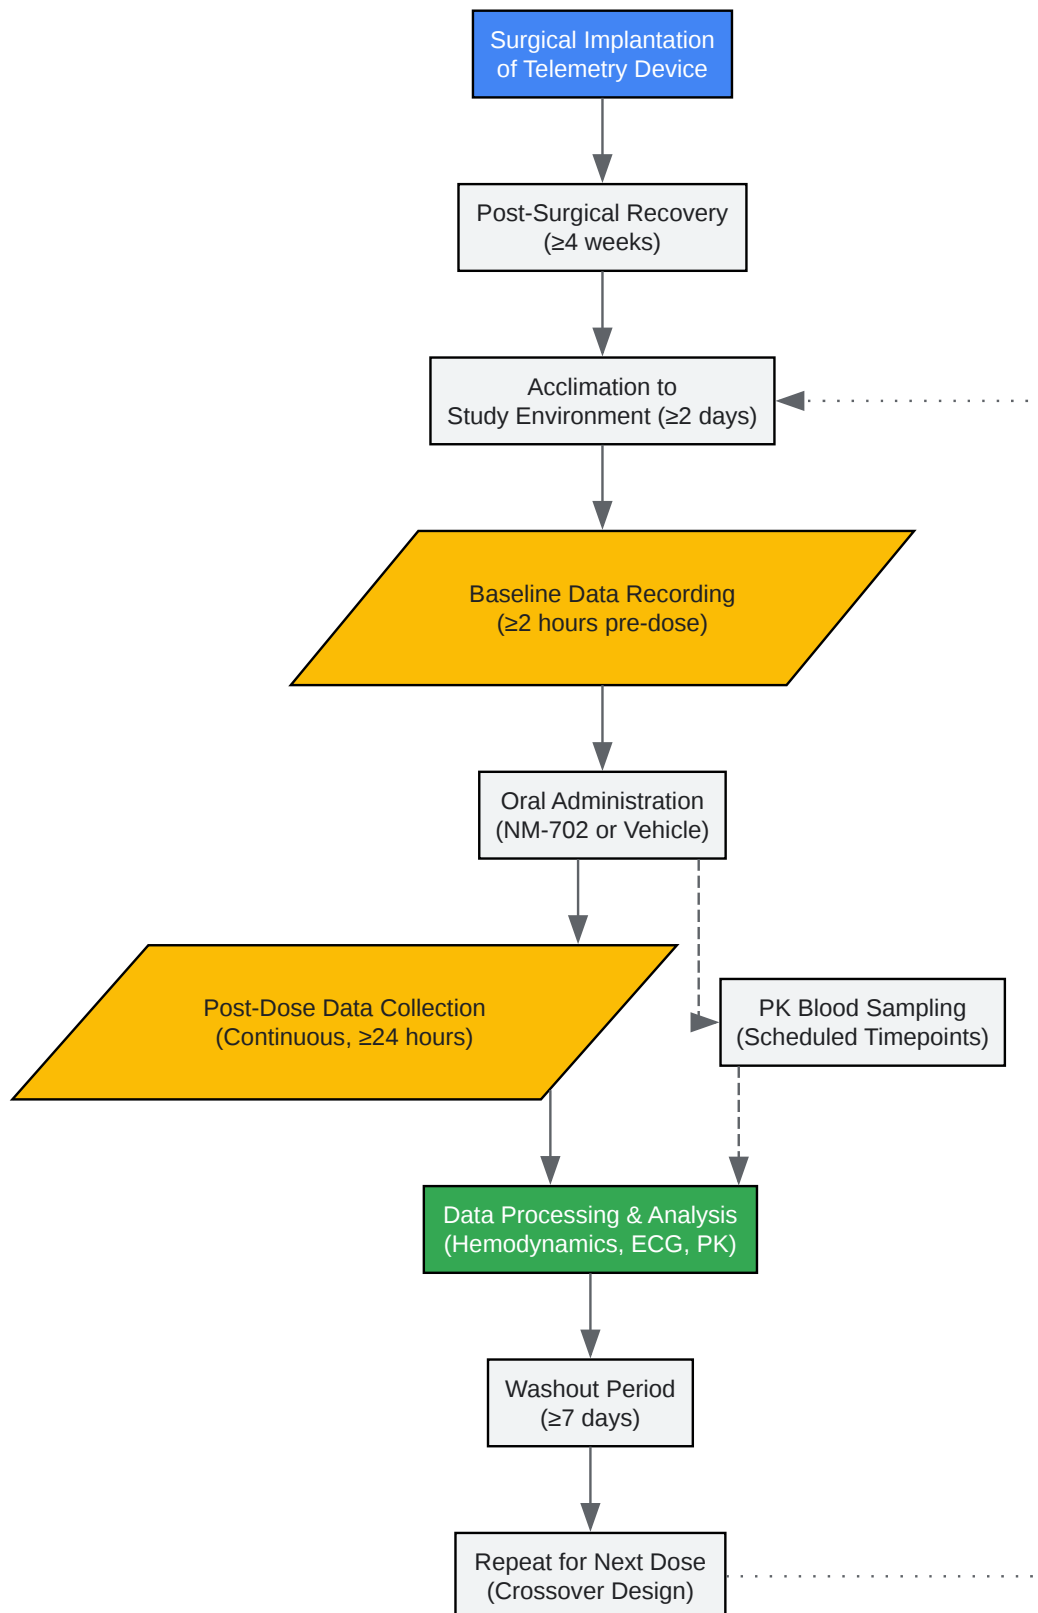 Surgical Implantation
of Telemetry Device
Post-Surgical Recovery
(≥4 weeks)
Acclimation to
Study Environment (≥2 days)
Baseline Data Recording
(≥2 hours pre-dose)
Oral Administration
(NM-702 or Vehicle)
Post-Dose Data Collection
(Continuous, ≥24 hours)
PK Blood Sampling
(Scheduled Timepoints)
Data Processing & Analysis
(Hemodynamics, ECG, PK)
Washout Period
(≥7 days)
Repeat for Next Dose
(Crossover Design)